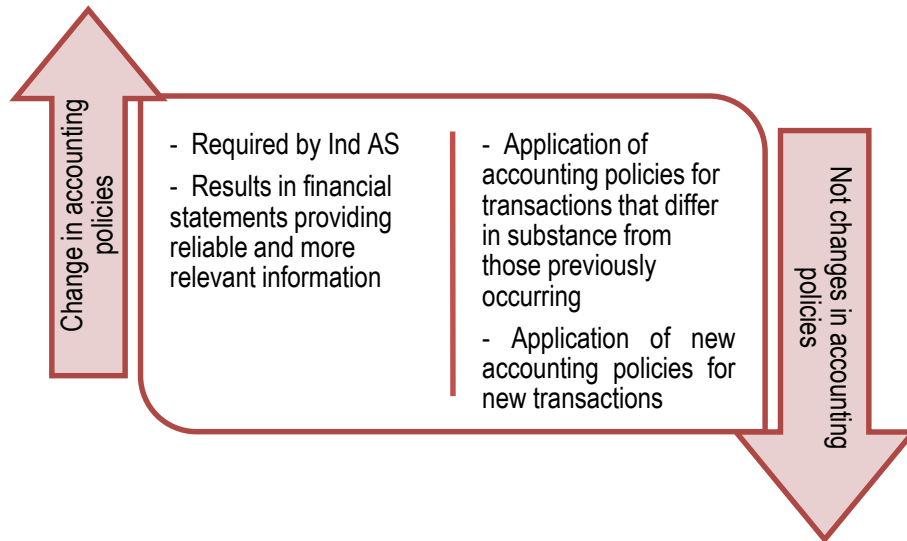 Change in accounting
policies
- Required by Ind AS
- Results in financial
statements providing
reliable and more
relevant information
- Application of
accounting policies for
transactions that differ
in substance from
those previously
occurring
- Application of new
accounting policies for
new transactions
Not changes in accounting
policies